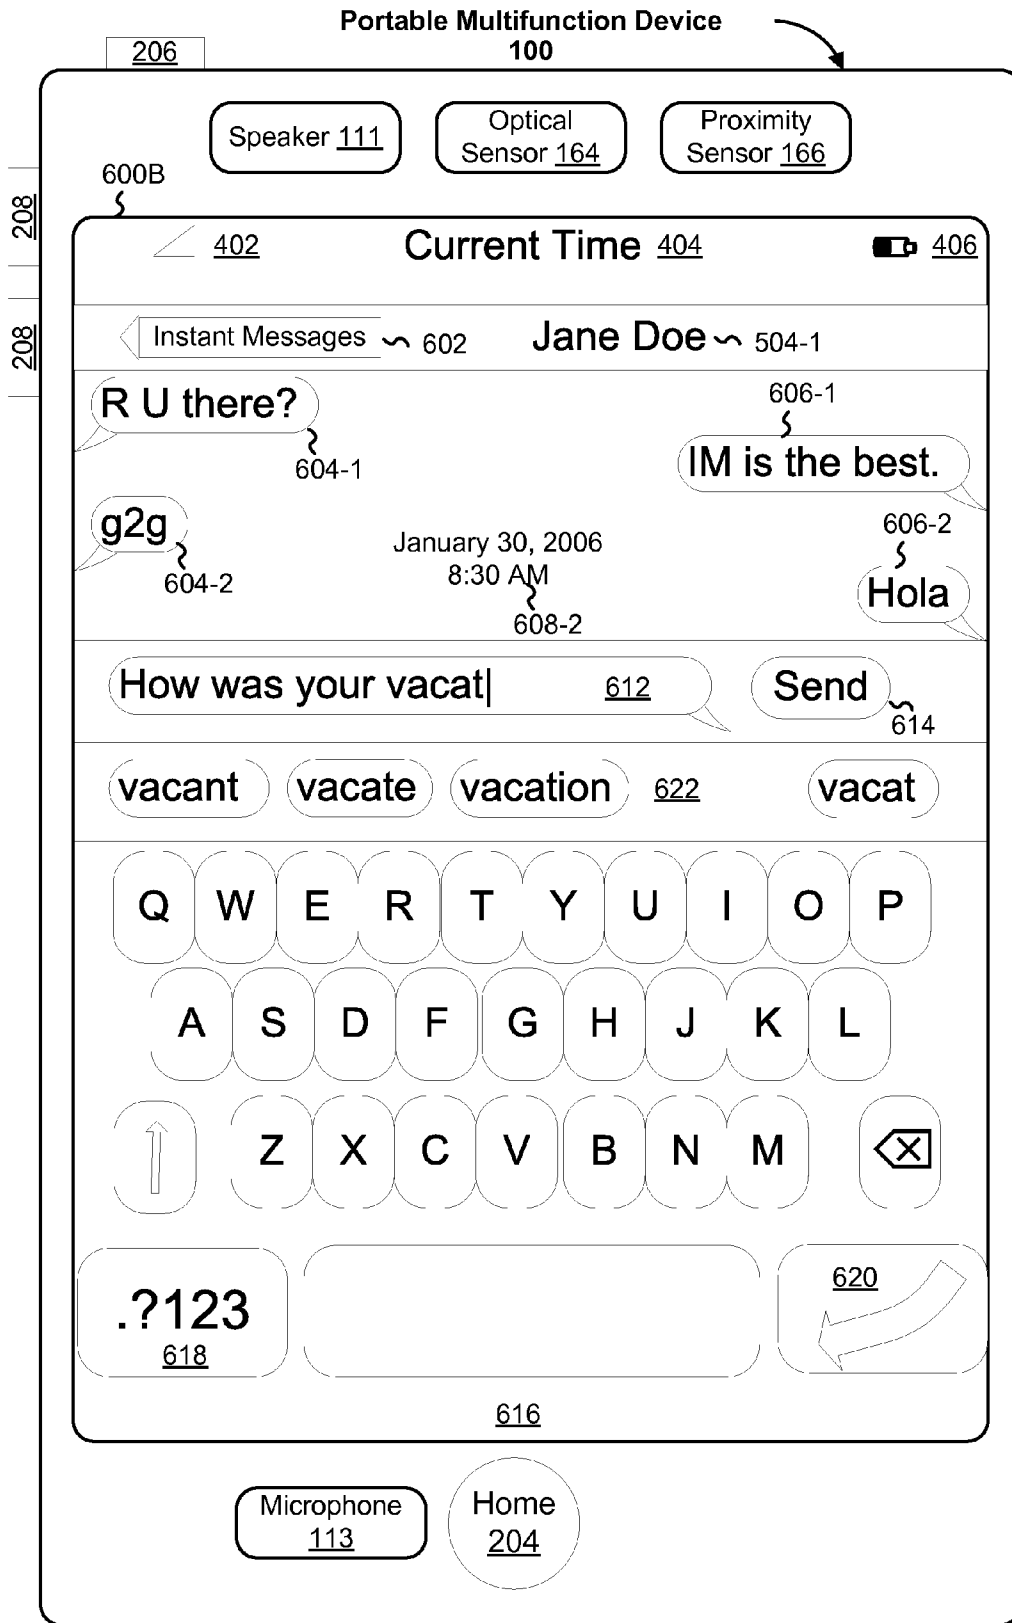 Portable Multifunction Device
100
206
Speaker 111
Optical
Sensor 164
Proximity
Sensor 166
600B
208
208
402
Current Time 404
406
Instant Messages
602
Jane Doe
504-1
R U there?
604-1
606-1
IM is the best.
g2g
604-2
January 30, 2006
8:30 AM
608-2
606-2
Hola
How was your vacat
612
Send
614
vacant
vacate
vacation
622
vacat
Q W E R T Y U I O P
A S D F G H J K L
Z X C V B N M
.?123
618
620
616
Microphone
113
Home
204